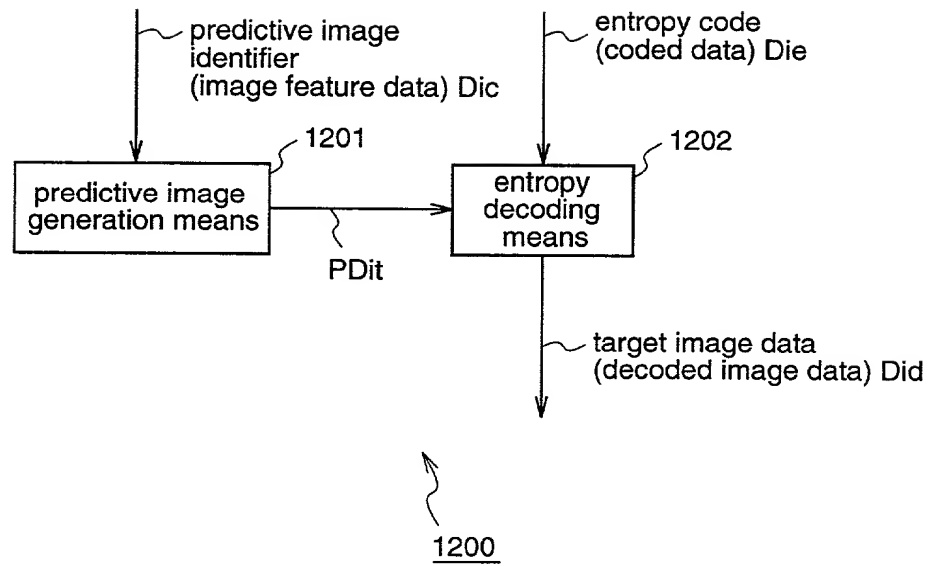 predictive image
identifier
(image feature data) Dic
entropy code
(coded data) Die
1201
1202
predictive image
generation means
entropy
decoding
means
PDit
target image data
(decoded image data) Did
1200